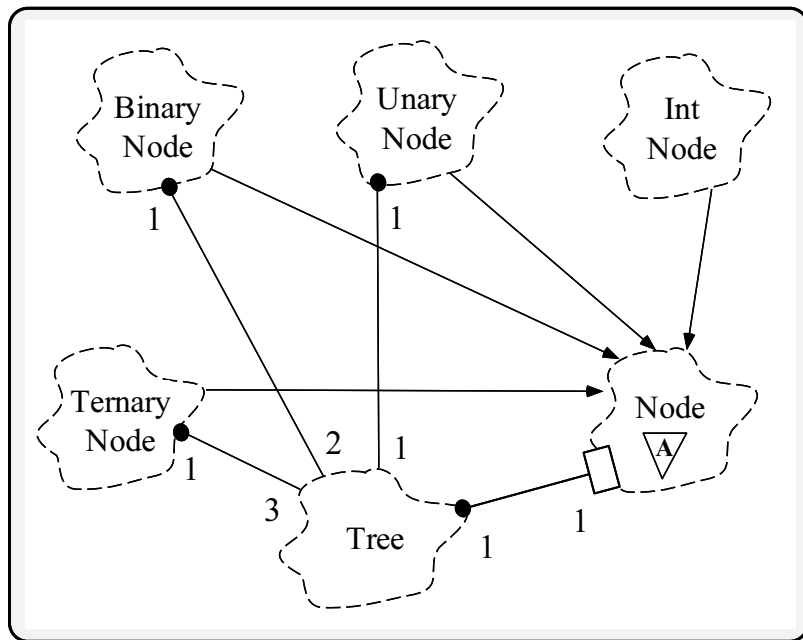 Binary
Node
Unary
Node
Int
Node
1
1
Ternary
Node
1
2
1
3
Node
A
Tree
1
1